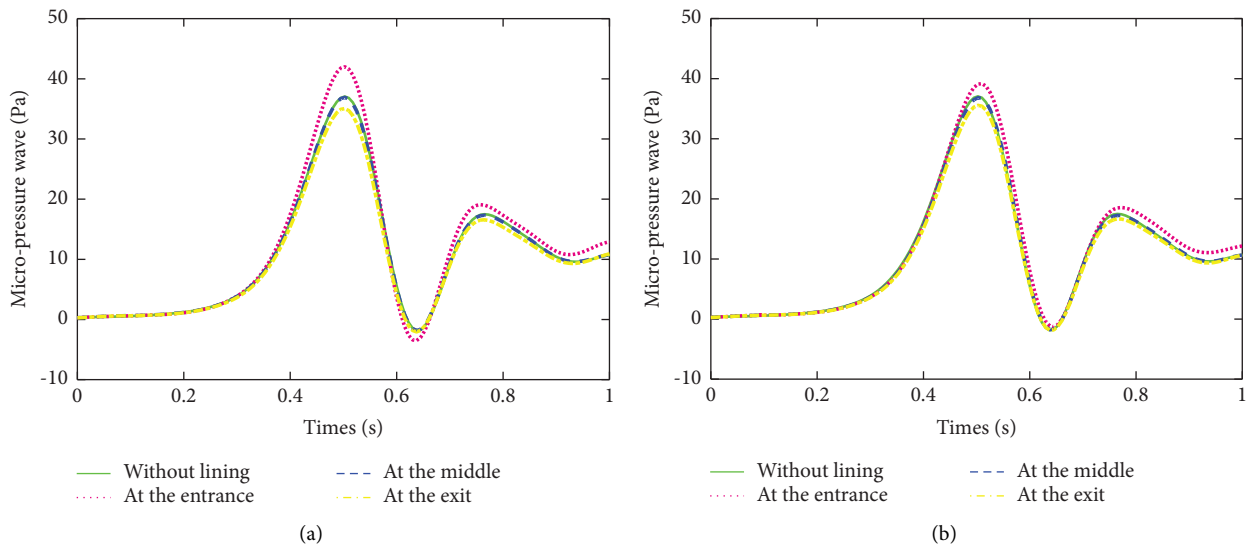 50
40
30
20
10
0
-10
Micro-pressure wave (Pa)
0 0.2 0.4 0.6 0.8 1
Times (s)
Without lining At the middle
At the entrance At the exit
(a)
50
40
30
20
10
0
-10
Micro-pressure wave (Pa)
0 0.2 0.4 0.6 0.8 1
Times (s)
Without lining At the middle
At the entrance At the exit
(b)